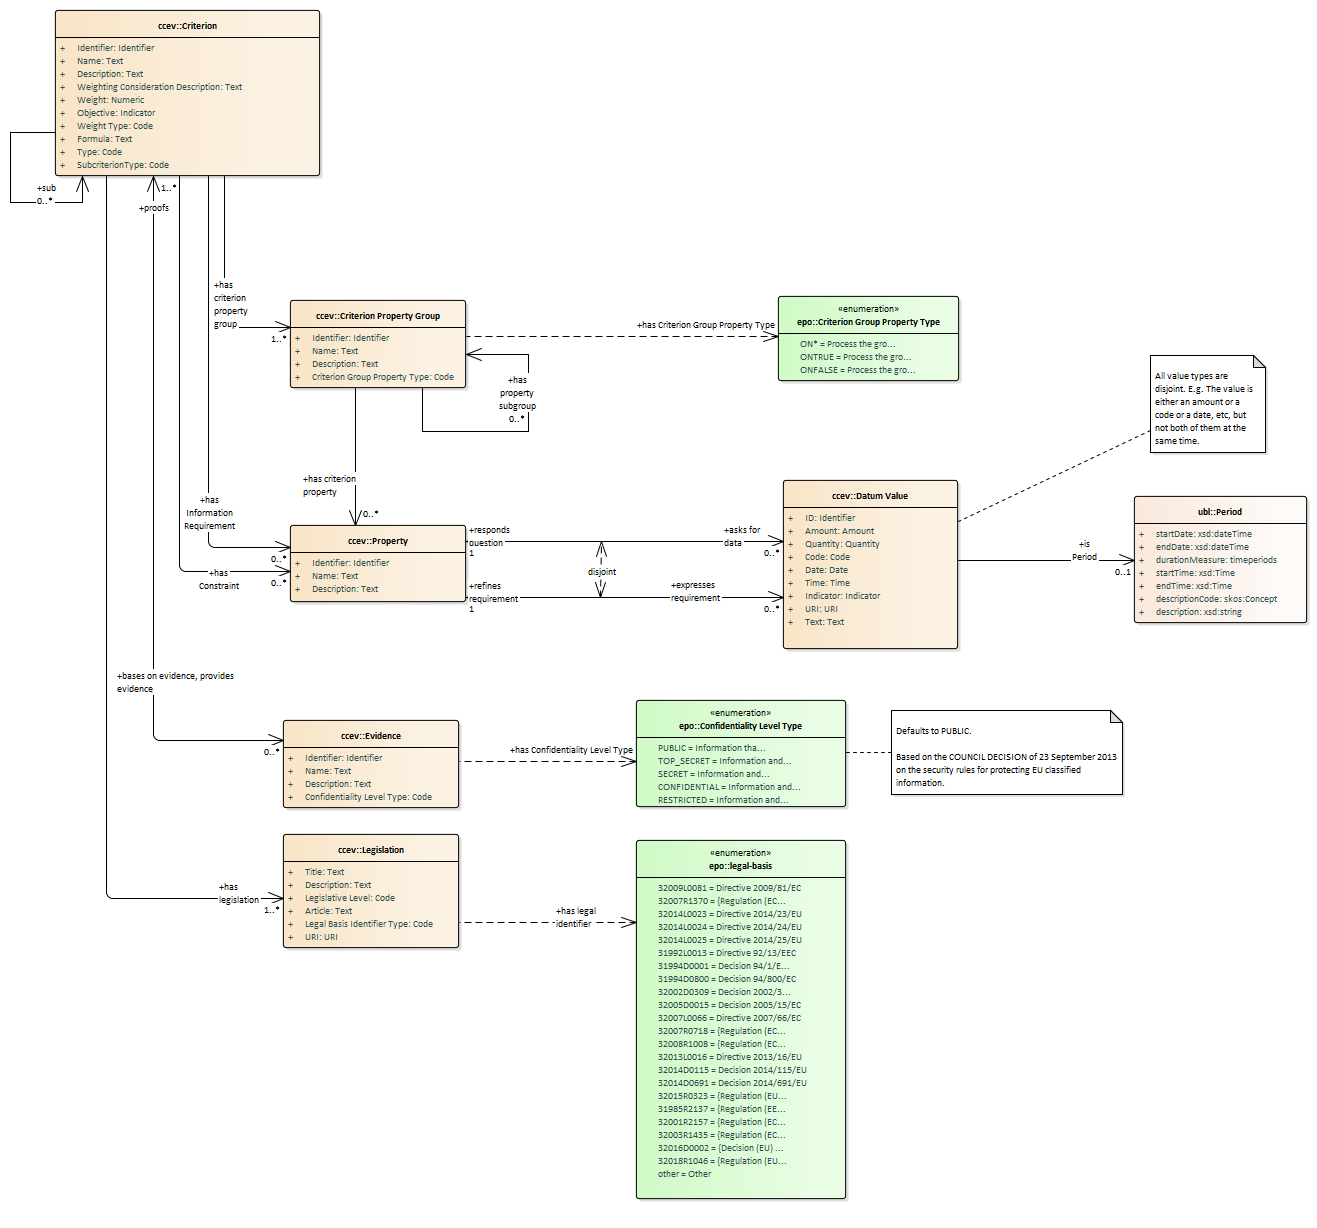 ccev::Criterion
+ Identifier: Identifier
+ Name: Text
+ Description: Text
+ Weighting Consideration Description: Text
+ Weight: Numeric
+ Objective: Indicator
+ Weight Type: Code
+ Formula: Text
+ Type: Code
+ SubcriterionType: Code
+sub
0..*
1..*
+proofs
+has
criterion
property
group
1..*
ccev::Criterion Property Group
+ Identifier: Identifier
+ Name: Text
+ Description: Text
+ Criterion Group Property Type: Code
+has Criterion Group Property Type
«enumeration»
epo::Criterion Group Property Type
ON* = Process the gro...
ONTRUE = Process the gro...
ONFALSE = Process the gro...
+has
property
subgroup
0..*
All value types are
disjoint. E.g. The value is
either an amount or a
code or a date, etc, but
not both of them at the
same time.
+has criterion
property
0..*
+has
Information
Requirement
0..*
+has
Constraint
0..*
ccev::Property
+ Identifier: Identifier
+ Name: Text
+ Description: Text
+responds
question
1
+asks for
data
0..*
disjoint
+refines
requirement
1
+expresses
requirement
0..*
ccev::Datum Value
+ ID: Identifier
+ Amount: Amount
+ Quantity: Quantity
+ Code: Code
+ Date: Date
+ Time: Time
+ Indicator: Indicator
+ URI: URI
+ Text: Text
+is
Period
0..1
ubl::Period
+ startDate: xsd:dateTime
+ endDate: xsd:dateTime
+ durationMeasure: timeperiods
+ startTime: xsd:Time
+ endTime: xsd:Time
+ descriptionCode: skos:Concept
+ description: xsd:string
+bases on evidence, provides
evidence
0..*
ccev::Evidence
+ Identifier: Identifier
+ Name: Text
+ Description: Text
+ Confidentiality Level Type: Code
+has Confidentiality Level Type
«enumeration»
epo::Confidentiality Level Type
PUBLIC = Information tha...
TOP_SECRET = Information and...
SECRET = Information and...
CONFIDENTIAL = Information and...
RESTRICTED = Information and...
Defaults to PUBLIC.
Based on the COUNCIL DECISION of 23 September 2013
on the security rules for protecting EU classified
information.
+has
legislation
1..*
ccev::Legislation
+ Title: Text
+ Description: Text
+ Legislative Level: Code
+ Article: Text
+ Legal Basis Identifier Type: Code
+ URI: URI
+has legal
identifier
«enumeration»
epo::legal-basis
32009L0081 = Directive 2009/81/EC
32007R1370 = {Regulation (EC...
32014L0023 = Directive 2014/23/EU
32014L0024 = Directive 2014/24/EU
32014L0025 = Directive 2014/25/EU
31992L0013 = Directive 92/13/EEC
31994D0001 = Decision 94/1/E...
31994D0800 = Decision 94/800/EC
32002D0309 = Decision 2002/3...
32005D0015 = Decision 2005/15/EC
32007L0066 = Directive 2007/66/EC
32007R0718 = {Regulation (EC...
32008R1008 = {Regulation (EC...
32013L0016 = Directive 2013/16/EU
32014D0115 = Decision 2014/115/EU
32014D0691 = Decision 2014/691/EU
32015R0323 = {Regulation (EU...
31985R2137 = {Regulation (EE...
32001R2157 = {Regulation (EC...
32003R1435 = {Regulation (EC...
32016D0002 = {Decision (EU) ...
32018R1046 = {Regulation (EU...
other = Other